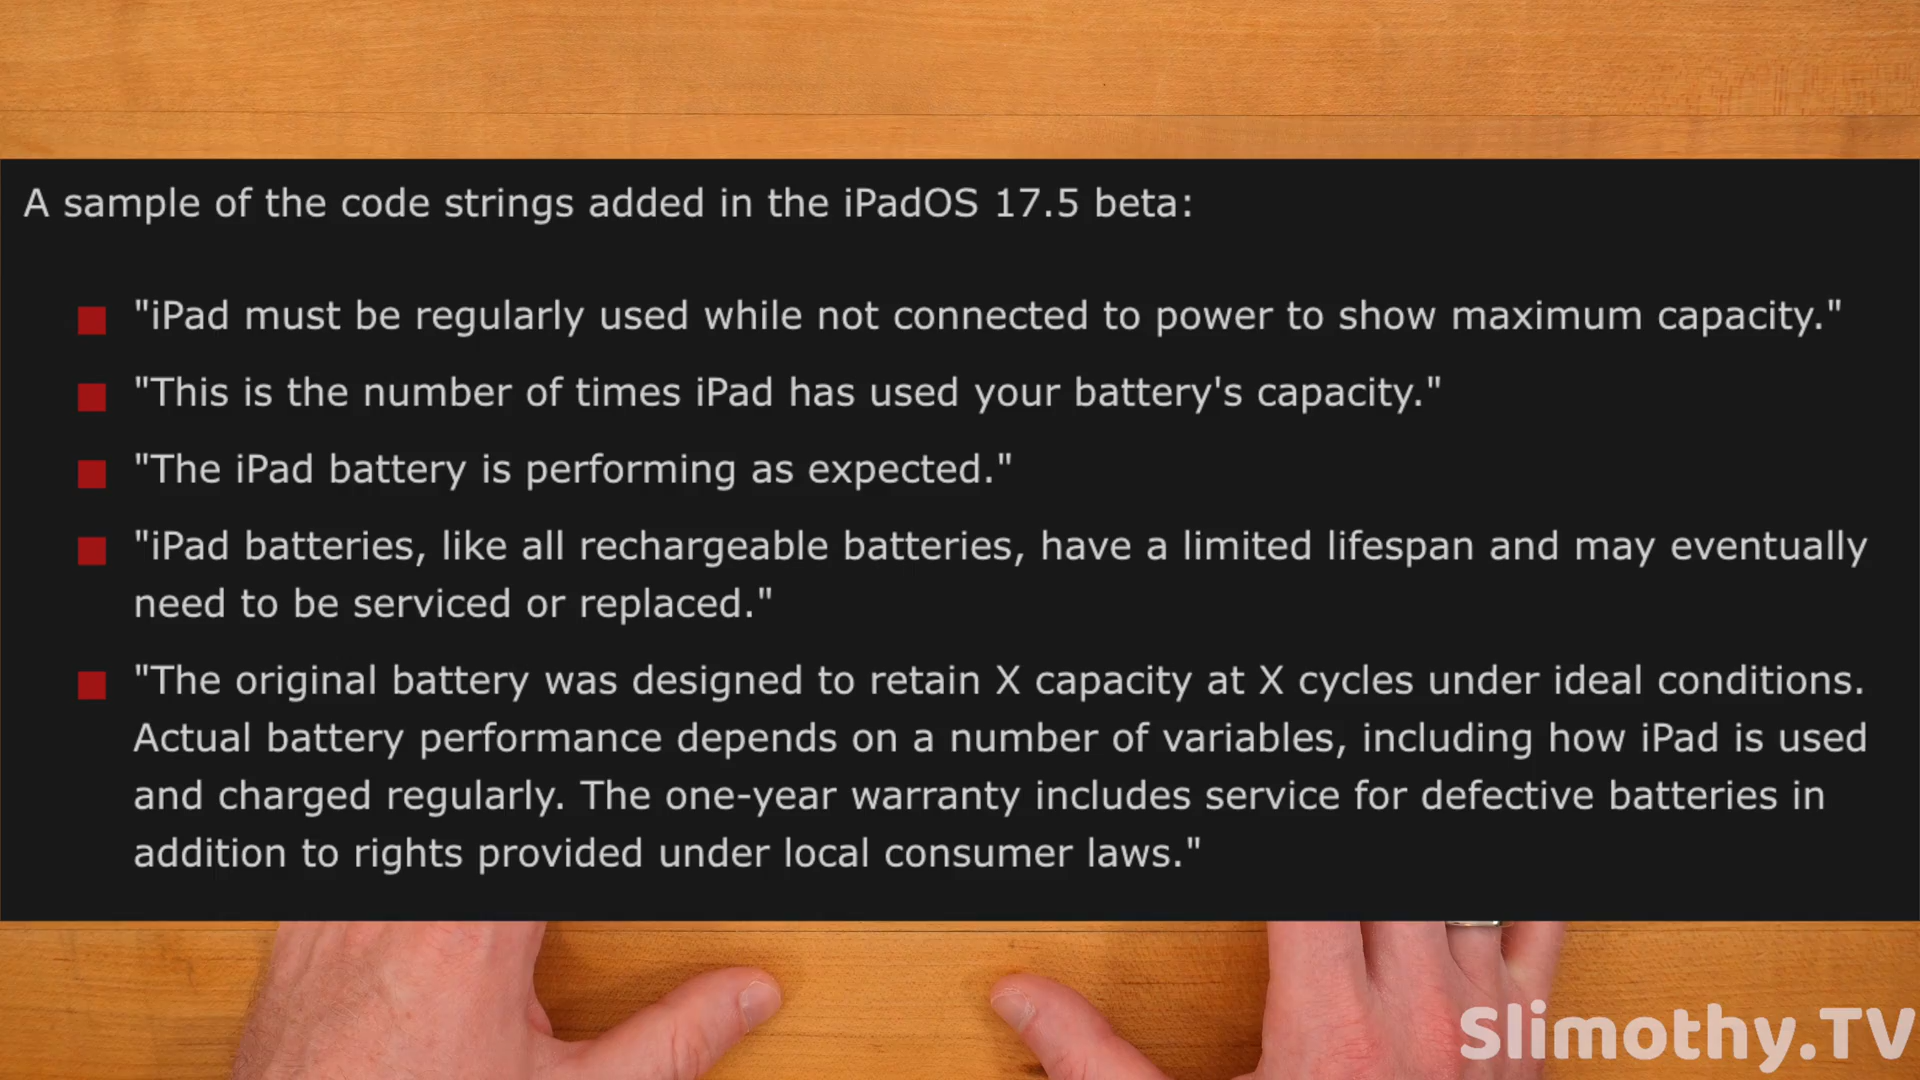 A sample of the code strings added in the iPadOS 17.5 beta:
"iPad must be regularly used while not connected to power to show maximum capacity."
"This is the number of times iPad has used your battery's capacity."
"The iPad battery is performing as expected."
"iPad batteries, like all rechargeable batteries, have a limited lifespan and may eventually
need to be serviced or replaced."
"The original battery was designed to retain X capacity at X cycles under ideal conditions.
Actual battery performance depends on a number of variables, including how iPad is used
and charged regularly. The one-year warranty includes service for defective batteries in
addition to rights provided under local consumer laws."
Slimothy.TV